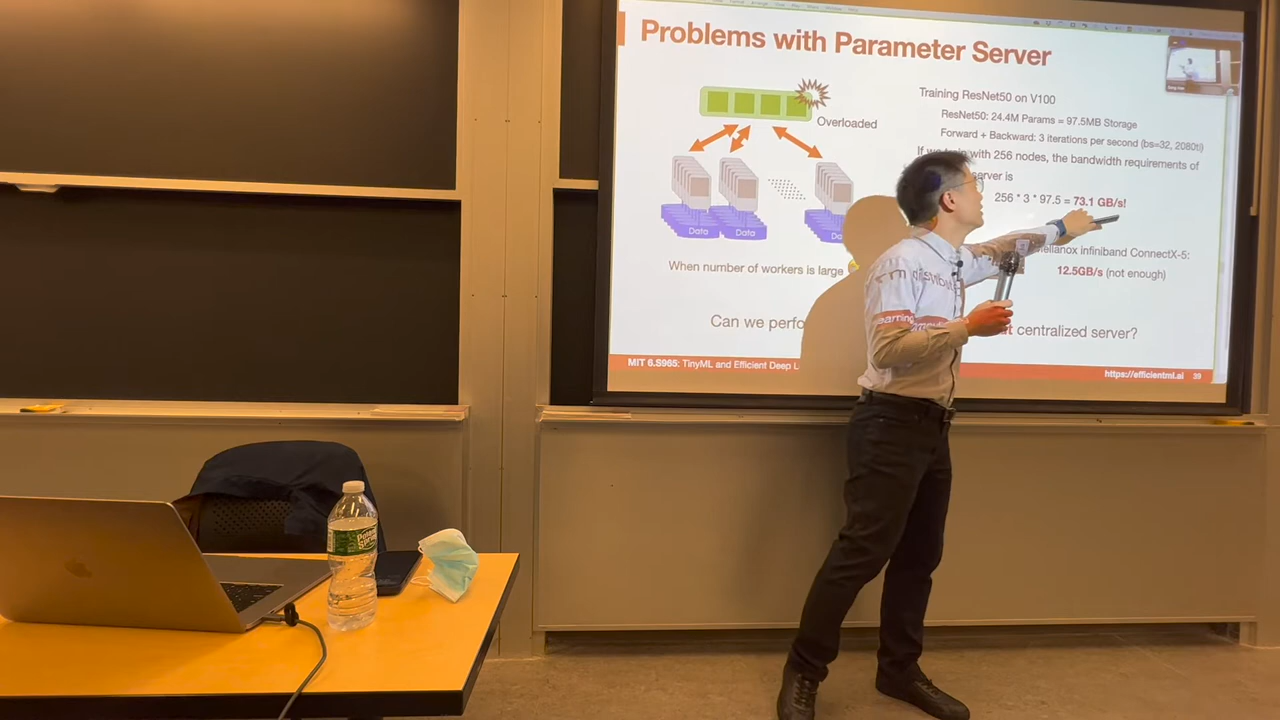 Problems with Parameter Server
Training ResNet50 on V100
ResNet50: 24.4M Params = 97.5MB Storage
Forward + Backward: 3 iterations per second (bs=32, 2080ti)
with 256 nodes, the bandwidth requirements of
server is
256 * 3 * 97.5 = 73.1 GB/s!
infiniband ConnectX-5:
12.5GB/s (not enough)
Overloaded
Data
Data
When number of workers is large
Can we
centralized server?
MIT 6.S965: TinyML and Efficient Deep L
https://efficientml.ai
39